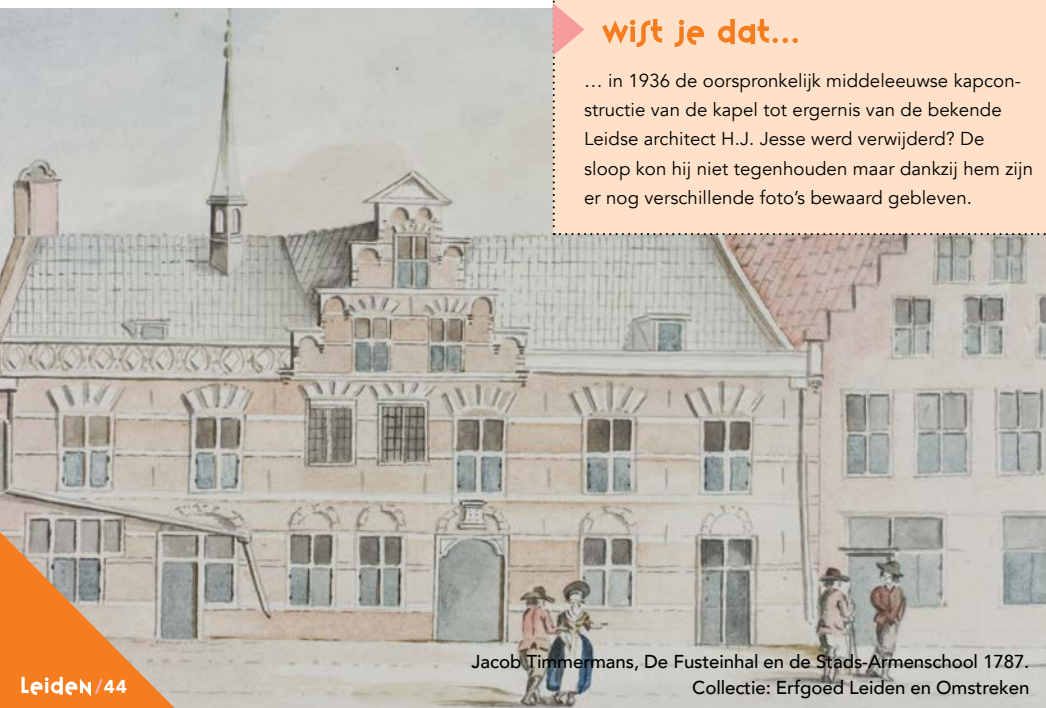 wist je dat...
... in 1936 de oorspronkelijk middeleeuwse kapcon-
structie van de kapel tot ergernis van de bekende
Leidse architect H.J. Jesse werd verwijderd? De
sloop kon hij niet tegenhouden maar dankzij hem zijn
er nog verschillende foto's bewaard gebleven.
Jacob Timmermans, De Fusteinhal en de Stads-Armenschool 1787.
Collectie: Erfgoed Leiden en Omstreken
Leiden/44